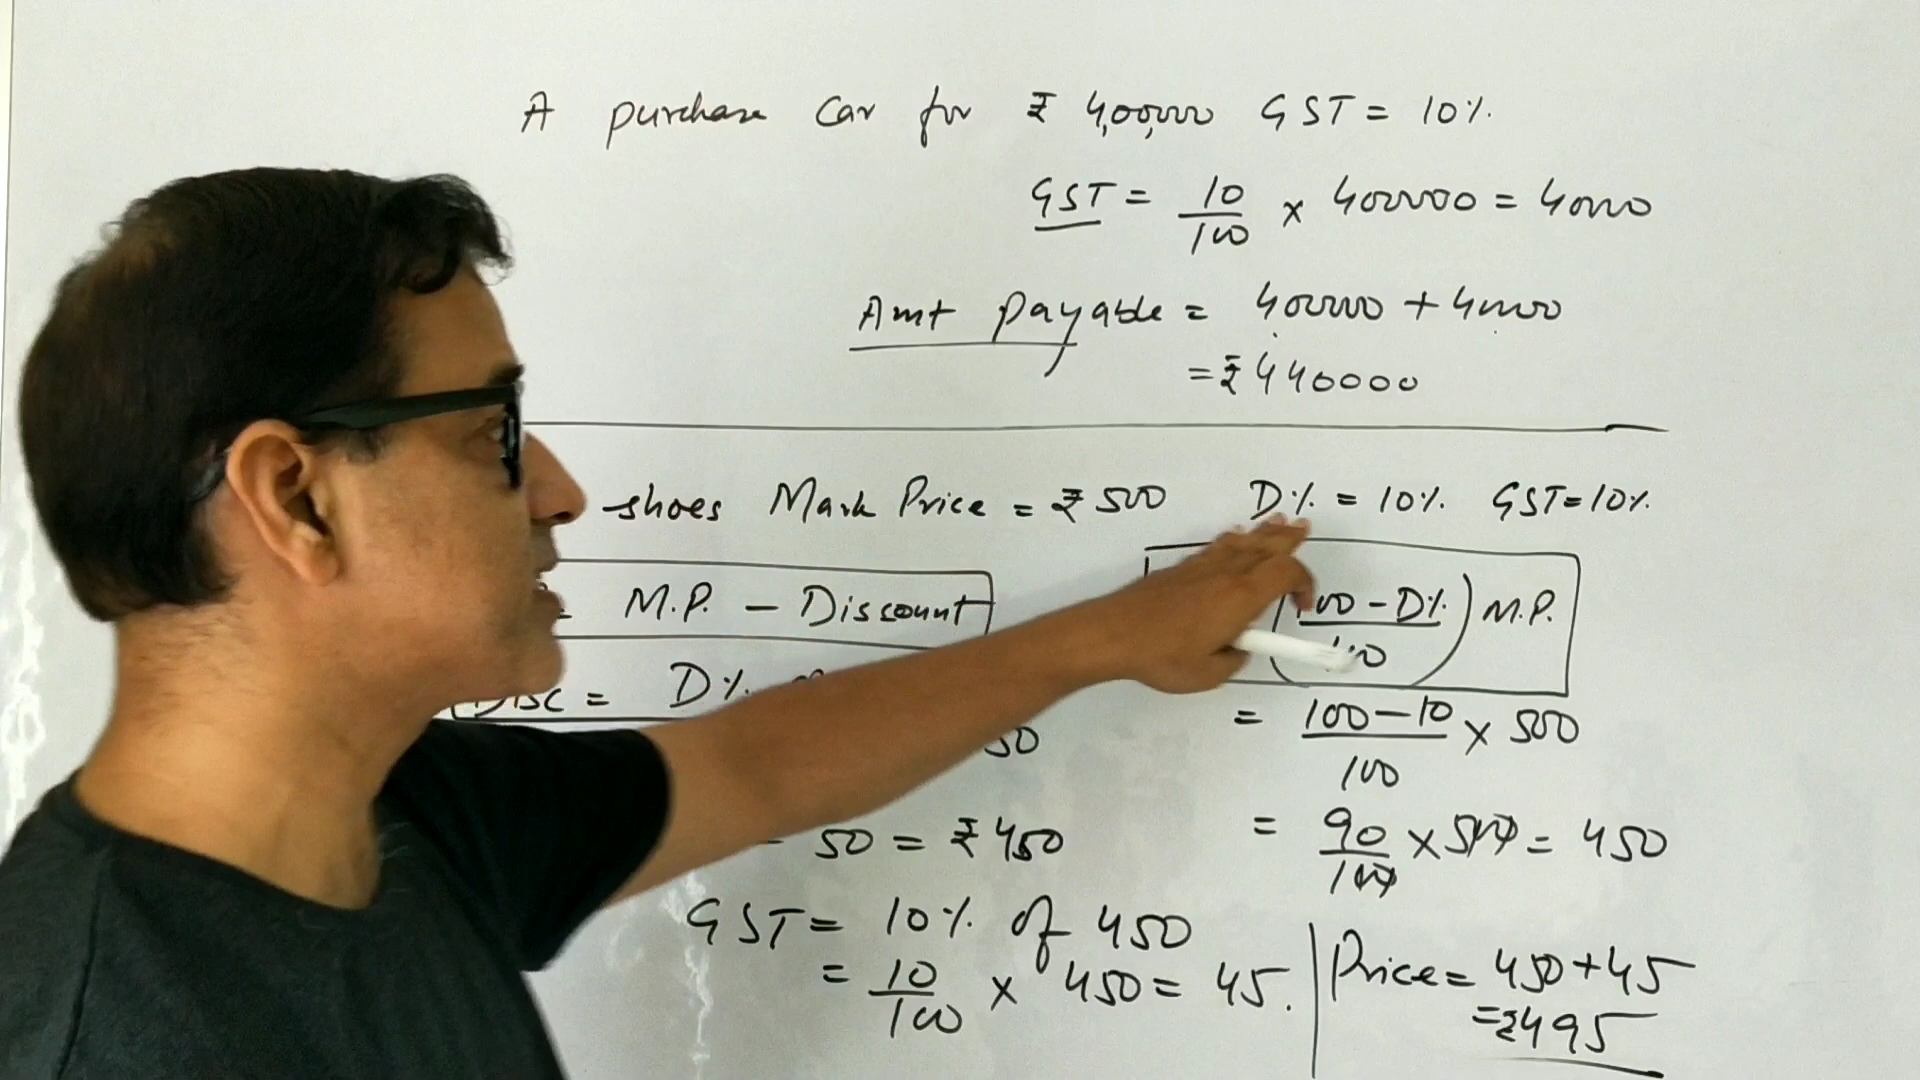 A purchase Car for ₹ 4,00,000 GST = 10%.
GST = 10/100 × 400000 = 40000
Amt payable = 400000 + 40000
= ₹ 440000
shoes Mark Price = ₹ 500 D% = 10% GST = 10%.
= M.P. - Discount
(100 - D%/100) M.P.
Disc = D%
= 100 - 10/100 × 500
50
- 50 = ₹ 450
= 90/100 × 500 = 450
GST = 10% of 450
= 10/100 × 450 = 45.
Price = 450 + 45
= ₹495